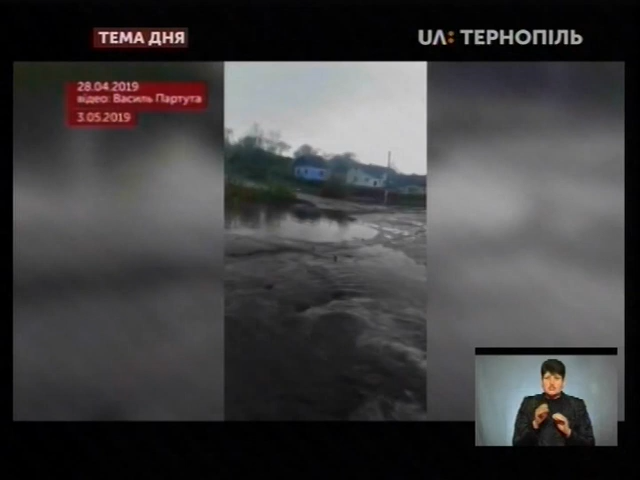 ТЕМА ДНЯ
UA: ТЕРНОПІЛЬ
28.04.2019
відео: Василь Партута
3.05.2019